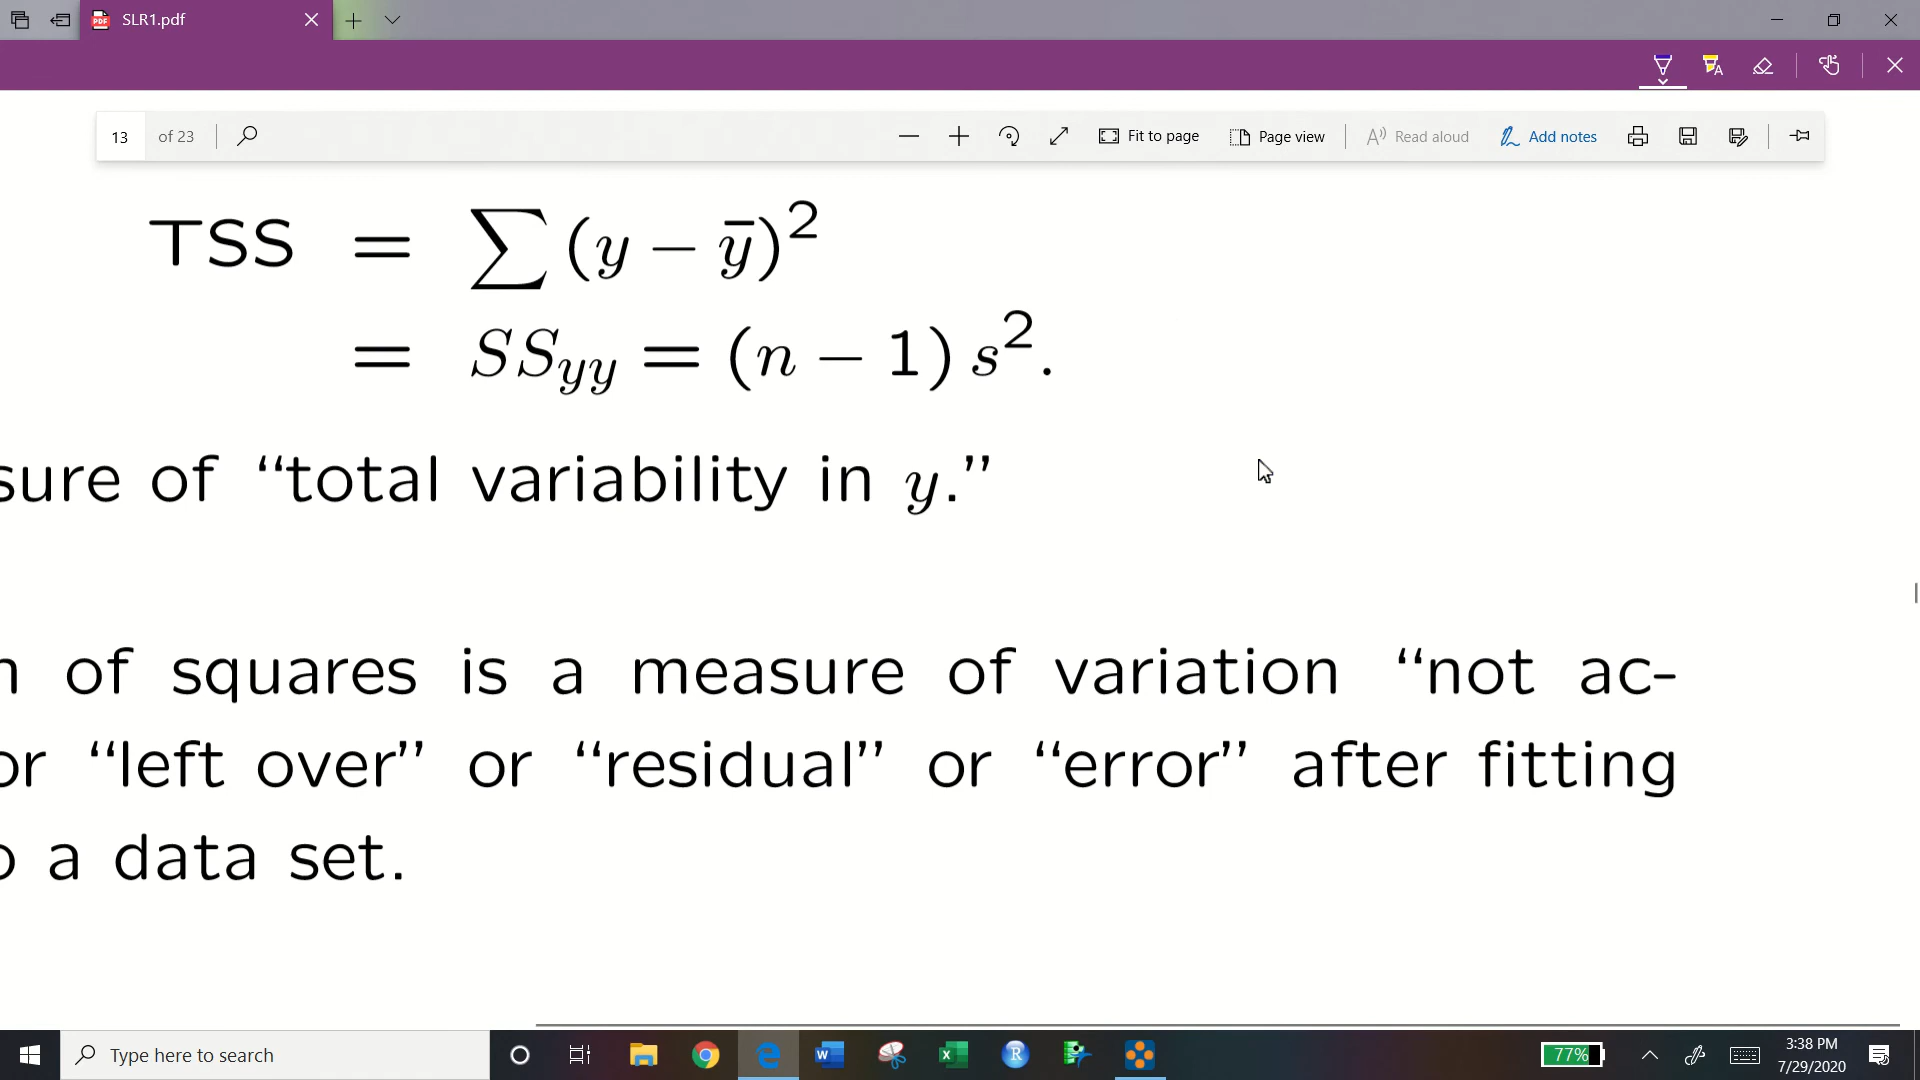 SLR1.pdf
13 of 23
Fit to page
Page view
Read aloud
Add notes
TSS = ∑ (y − ȳ)²
= SS_yy = (n − 1) s².
sure of “total variability in y.”
of squares is a measure of variation “not ac-
or “left over” or “residual” or “error” after fitting
a data set.
Type here to search
77%
3:38 PM
7/29/2020